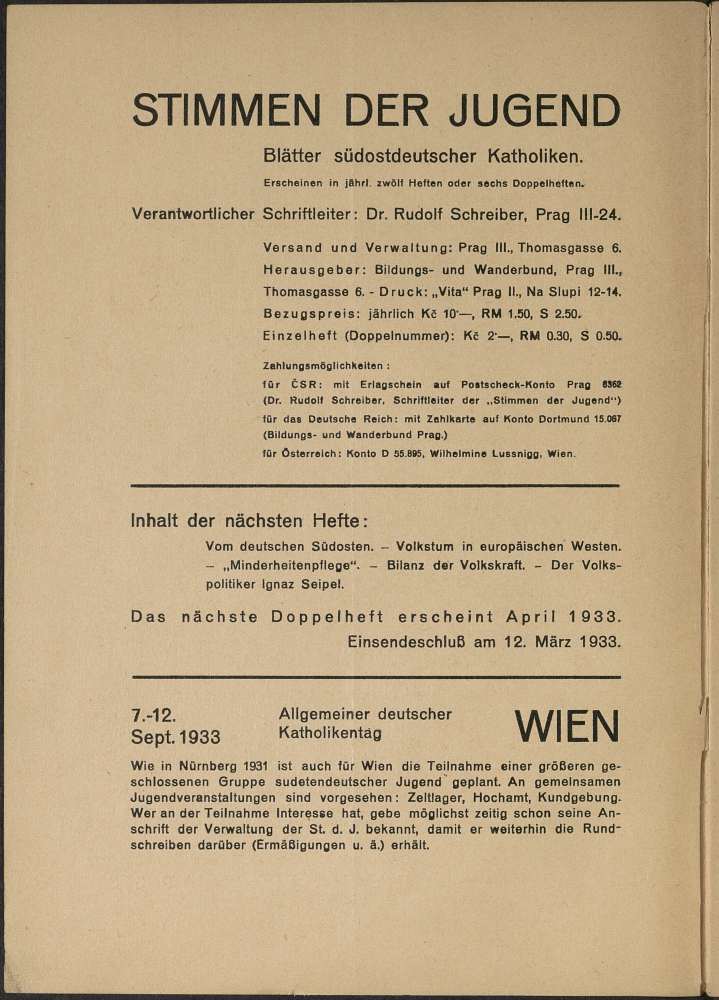 STIMMEN DER JUGEND
Blätter südostdeutscher Katholiken.
Erscheinen in jährl. zwölf Heften oder sechs Doppelheften.
Verantwortlicher Schriftleiter: Dr. Rudolf Schreiber, Prag III-24.
Versand und Verwaltung: Prag III., Thomasgasse 6.
Herausgeber: Bildungs- und Wanderbund, Prag III.,
Thomasgasse 6. - Druck: „Vita“ Prag II., Na Slupi 12-14.
Bezugspreis: jährlich Kč 10·—, RM 1.50, S 2.50.
Einzelheft (Doppelnummer): Kč 2·—, RM 0.30, S 0.50.
Zahlungsmöglichkeiten:
für ČSR: mit Erlagschein auf Postscheck-Konto Prag 6362
(Dr. Rudolf Schreiber, Schriftleiter der „Stimmen der Jugend“)
für das Deutsche Reich: mit Zahlkarte auf Konto Dortmund 15.067
(Bildungs- und Wanderbund Prag.)
für Österreich: Konto D 55.895, Wilhelmine Lussnigg, Wien.
Inhalt der nächsten Hefte:
Vom deutschen Südosten. – Volkstum in europäischen Westen.
– „Minderheitenpflege“. – Bilanz der Volkskraft. – Der Volks-
politiker Ignaz Seipel.
Das nächste Doppelheft erscheint April 1933.
Einsendeschluß am 12. März 1933.
7.-12. Allgemeiner deutscher WIEN
Sept. 1933 Katholikentag
Wie in Nürnberg 1931 ist auch für Wien die Teilnahme einer größeren ge-
schlossenen Gruppe sudetendeutscher Jugend geplant. An gemeinsamen
Jugendveranstaltungen sind vorgesehen: Zeltlager, Hochamt, Kundgebung.
Wer an der Teilnahme Interesse hat, gebe möglichst zeitig schon seine An-
schrift der Verwaltung der St. d. J. bekannt, damit er weiterhin die Rund-
schreiben darüber (Ermäßigungen u. ä.) erhält.